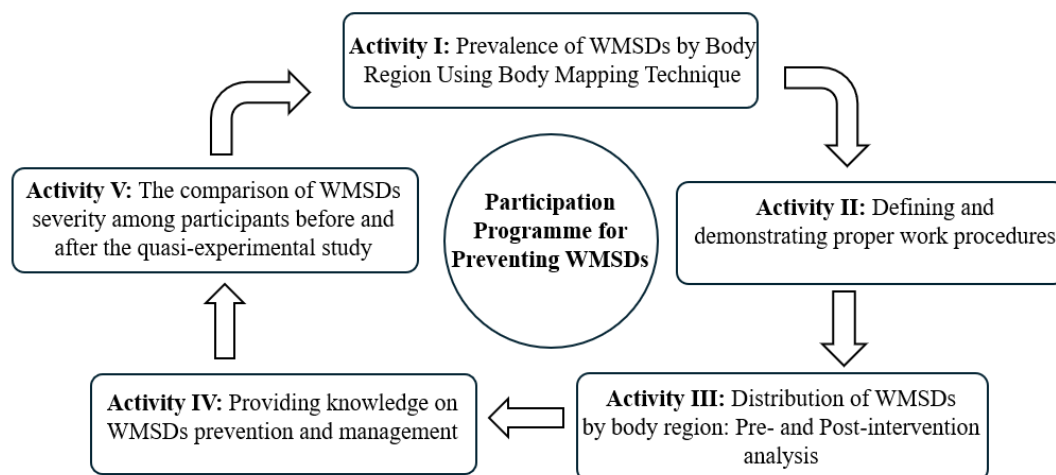 Activity I: Prevalence of WMSDs by Body
Region Using Body Mapping Technique
Activity II: Defining and
demonstrating proper work procedures
Activity III: Distribution of WMSDs
by body region: Pre- and Post-intervention
analysis
Activity IV: Providing knowledge on
WMSDs prevention and management
Activity V: The comparison of WMSDs
severity among participants before and
after the quasi-experimental study
Participation
Programme for
Preventing WMSDs